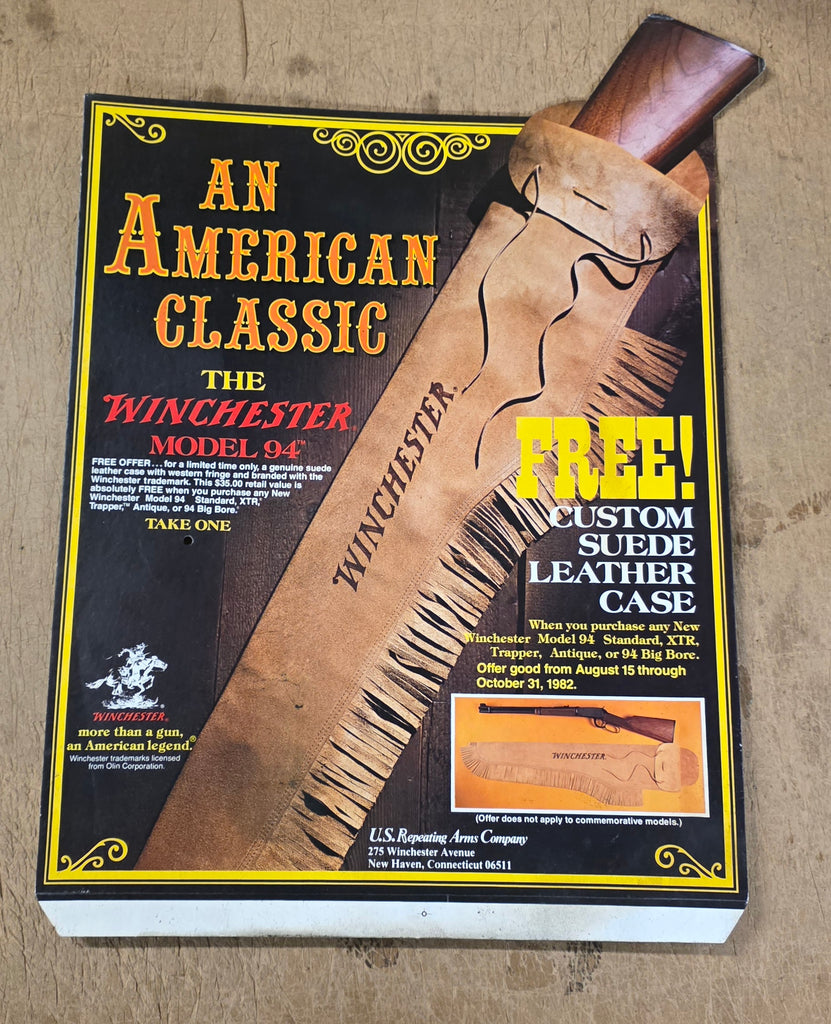 AN
AMERICAN
CLASSIC
THE
WINCHESTER®
MODEL 94™
FREE OFFER... for a limited time only, a genuine suede
leather case with western fringe and branded with the
Winchester trademark. This $35.00 retail value is
absolutely FREE when you purchase any New
Winchester Model 94 Standard, XTR,
Trapper,™ Antique, or 94 Big Bore.
TAKE ONE
WINCHESTER®
FREE!
CUSTOM
SUEDE
LEATHER
CASE
When you purchase any New
Winchester Model 94 Standard, XTR,
Trapper, Antique, or 94 Big Bore.
Offer good from August 15 through
October 31, 1982.
WINCHESTER
(Offer does not apply to commemorative models.)
WINCHESTER®
more than a gun,
an American legend.®
Winchester trademarks licensed
from Olin Corporation.
U.S. Repeating Arms Company
275 Winchester Avenue
New Haven, Connecticut 06511